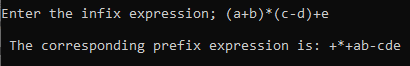 Enter the infix expression; (a+b)*(c-d)+e
The corresponding prefix expression is: +*+ab-cde